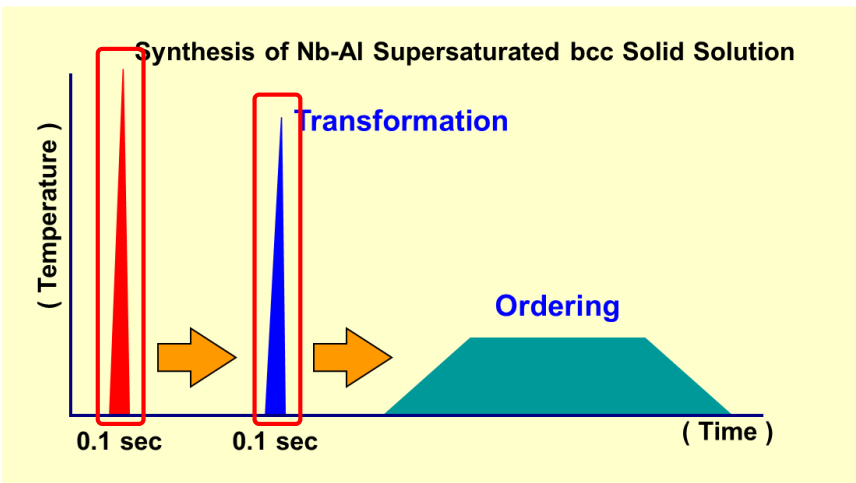 Synthesis of Nb-Al Supersaturated bcc Solid Solution
Transformation
( Temperature )
Ordering
0.1 sec
0.1 sec
( Time )